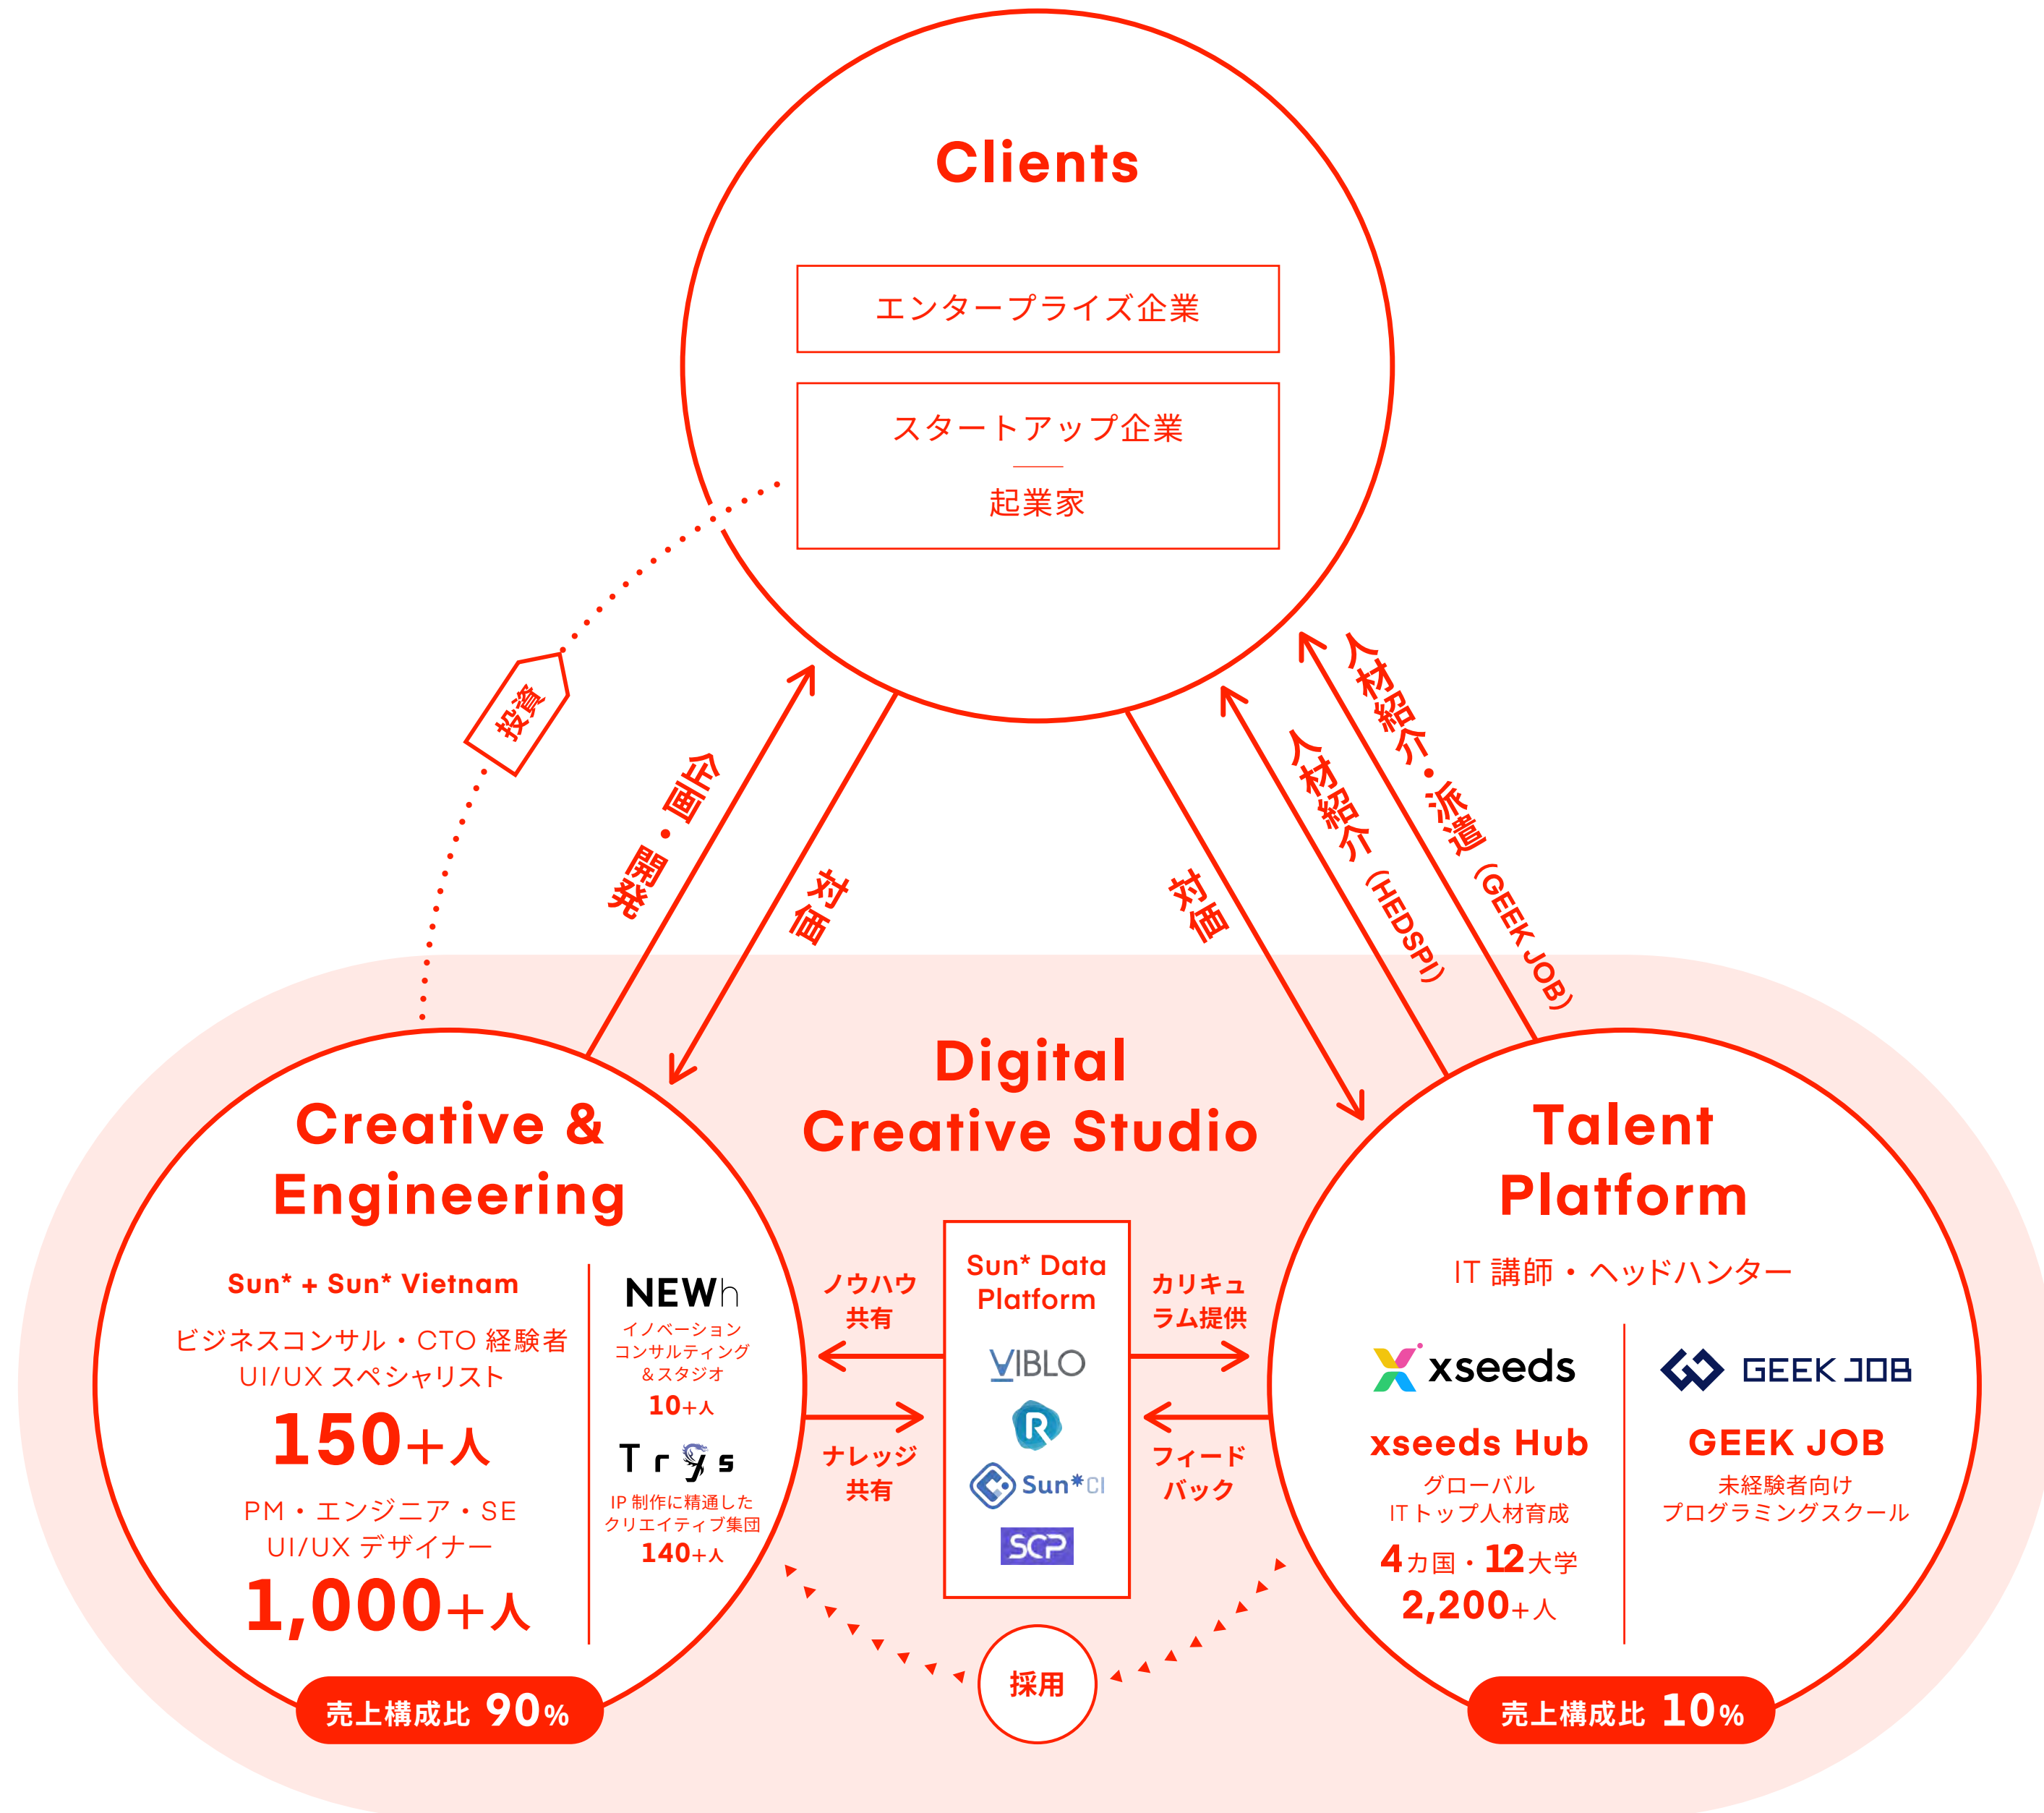 Clients
エンタープライズ企業
スタートアップ企業
起業家
投資
企画・開発
対価
対価
人材紹介（HEDSPI）
人材紹介・派遣（GEEK JOB）
Digital
Creative Studio
Creative &
Engineering
Sun* + Sun* Vietnam
ビジネスコンサル・CTO 経験者
UI/UX スペシャリスト
150+人
PM・エンジニア・SE
UI/UX デザイナー
1,000+人
NEWh
イノベーション
コンサルティング
& スタジオ
10+人
Trys
IP 制作に精通した
クリエイティブ集団
140+人
売上構成比 90%
ノウハウ
共有
ナレッジ
共有
Sun* Data
Platform
VIBLO
R
Sun*CI
SCP
カリキュ
ラム提供
フィード
バック
採用
Talent
Platform
IT 講師・ヘッドハンター
xseeds
xseeds Hub
グローバル
IT トップ人材育成
4カ国・12大学
2,200+人
GEEK JOB
GEEK JOB
未経験者向け
プログラミングスクール
売上構成比 10%